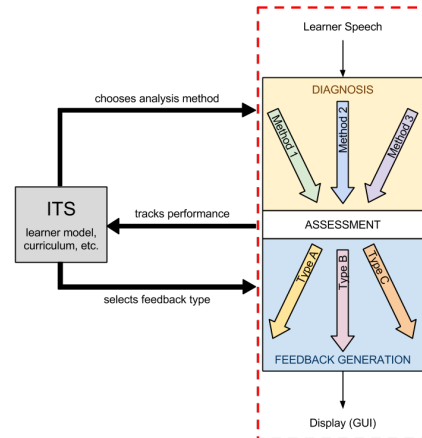 Learner Speech
DIAGNOSIS
chooses analysis method
Method 1
Method 2
Method 3
ITS
learner model,
curriculum, etc.
tracks performance
ASSESSMENT
Type A
Type B
Type C
selects feedback type
FEEDBACK GENERATION
Display (GUI)